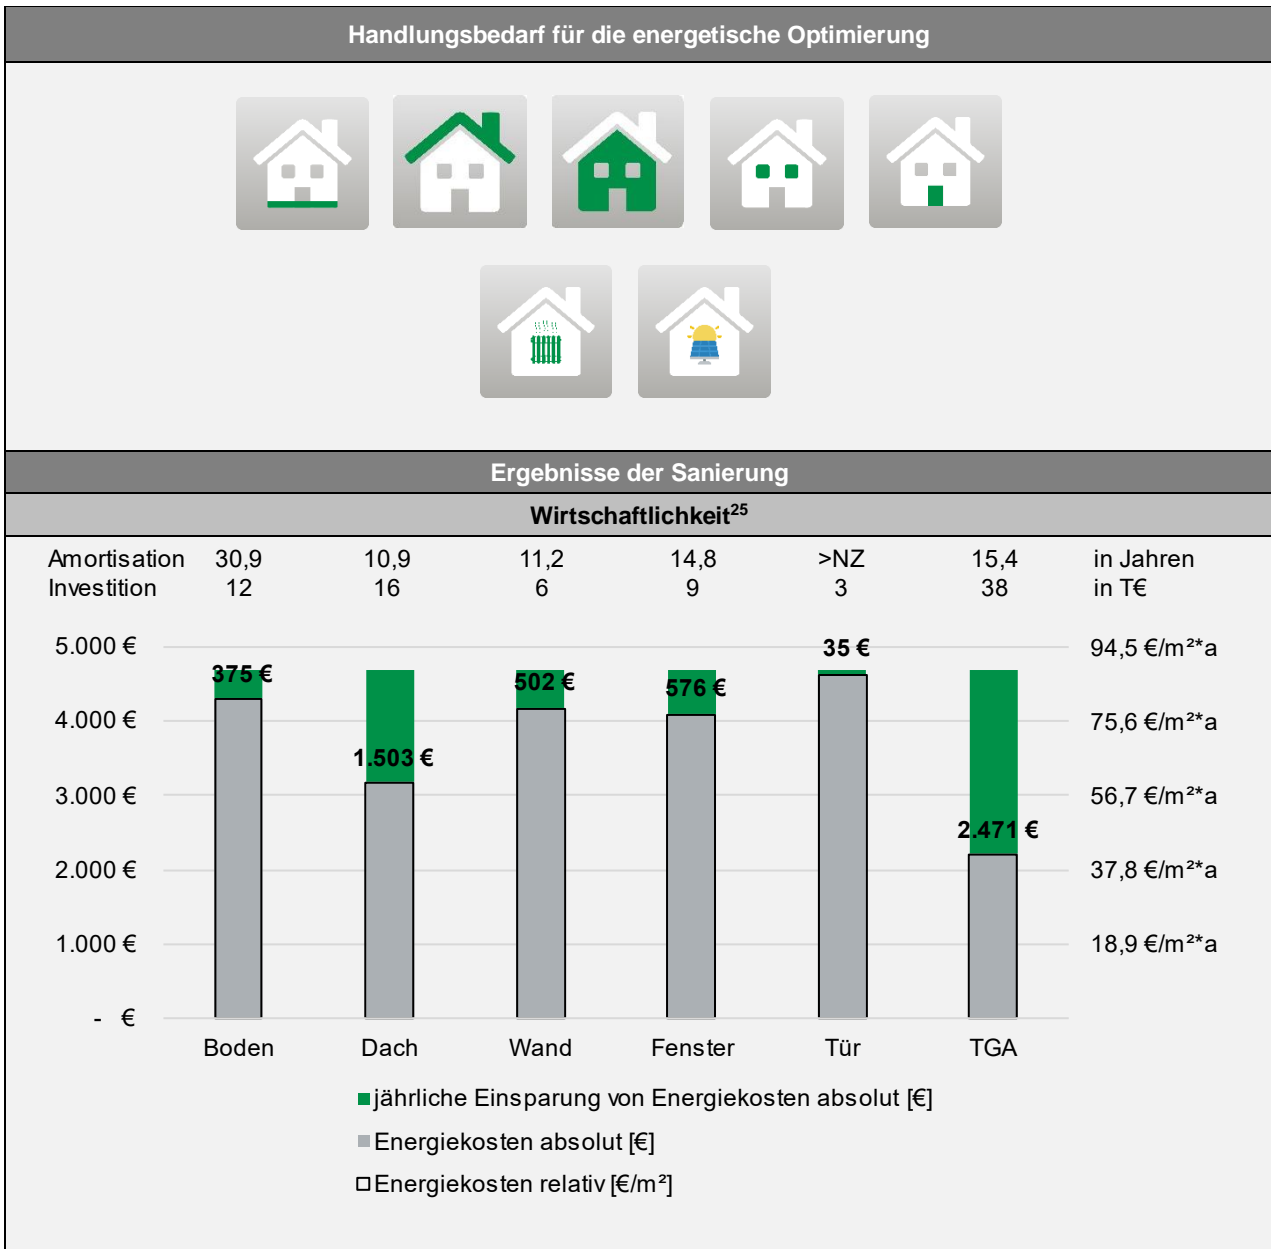 Handlungsbedarf für die energetische Optimierung
Ergebnisse der Sanierung
Wirtschaftlichkeit²⁵
Amortisation 30,9 10,9 11,2 14,8 >NZ 15,4 in Jahren
Investition 12 16 6 9 3 38 in T€
5.000 € 35 € 94,5 €/m²*a
375 € 502 € 576 €
4.000 € 75,6 €/m²*a
1.503 €
3.000 € 56,7 €/m²*a
2.471 €
2.000 € 37,8 €/m²*a
1.000 € 18,9 €/m²*a
- €
Boden Dach Wand Fenster Tür TGA
jährliche Einsparung von Energiekosten absolut [€]
Energiekosten absolut [€]
Energiekosten relativ [€/m²]